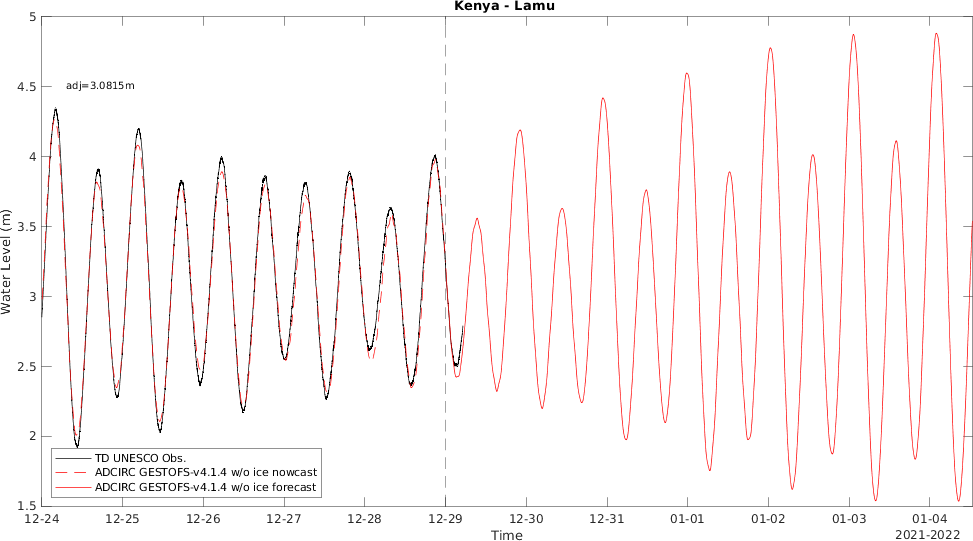 Kenya - Lamu
5
4.5
4
3.5
3
2.5
2
1.5
Water Level (m)
adj=3.0815m
TD UNESCO Obs.
ADCIRC GESTOFS-v4.1.4 w/o ice nowcast
ADCIRC GESTOFS-v4.1.4 w/o ice forecast
12-24 12-25 12-26 12-27 12-28 12-29 12-30 12-31 01-01 01-02 01-03 01-04
Time
2021-2022